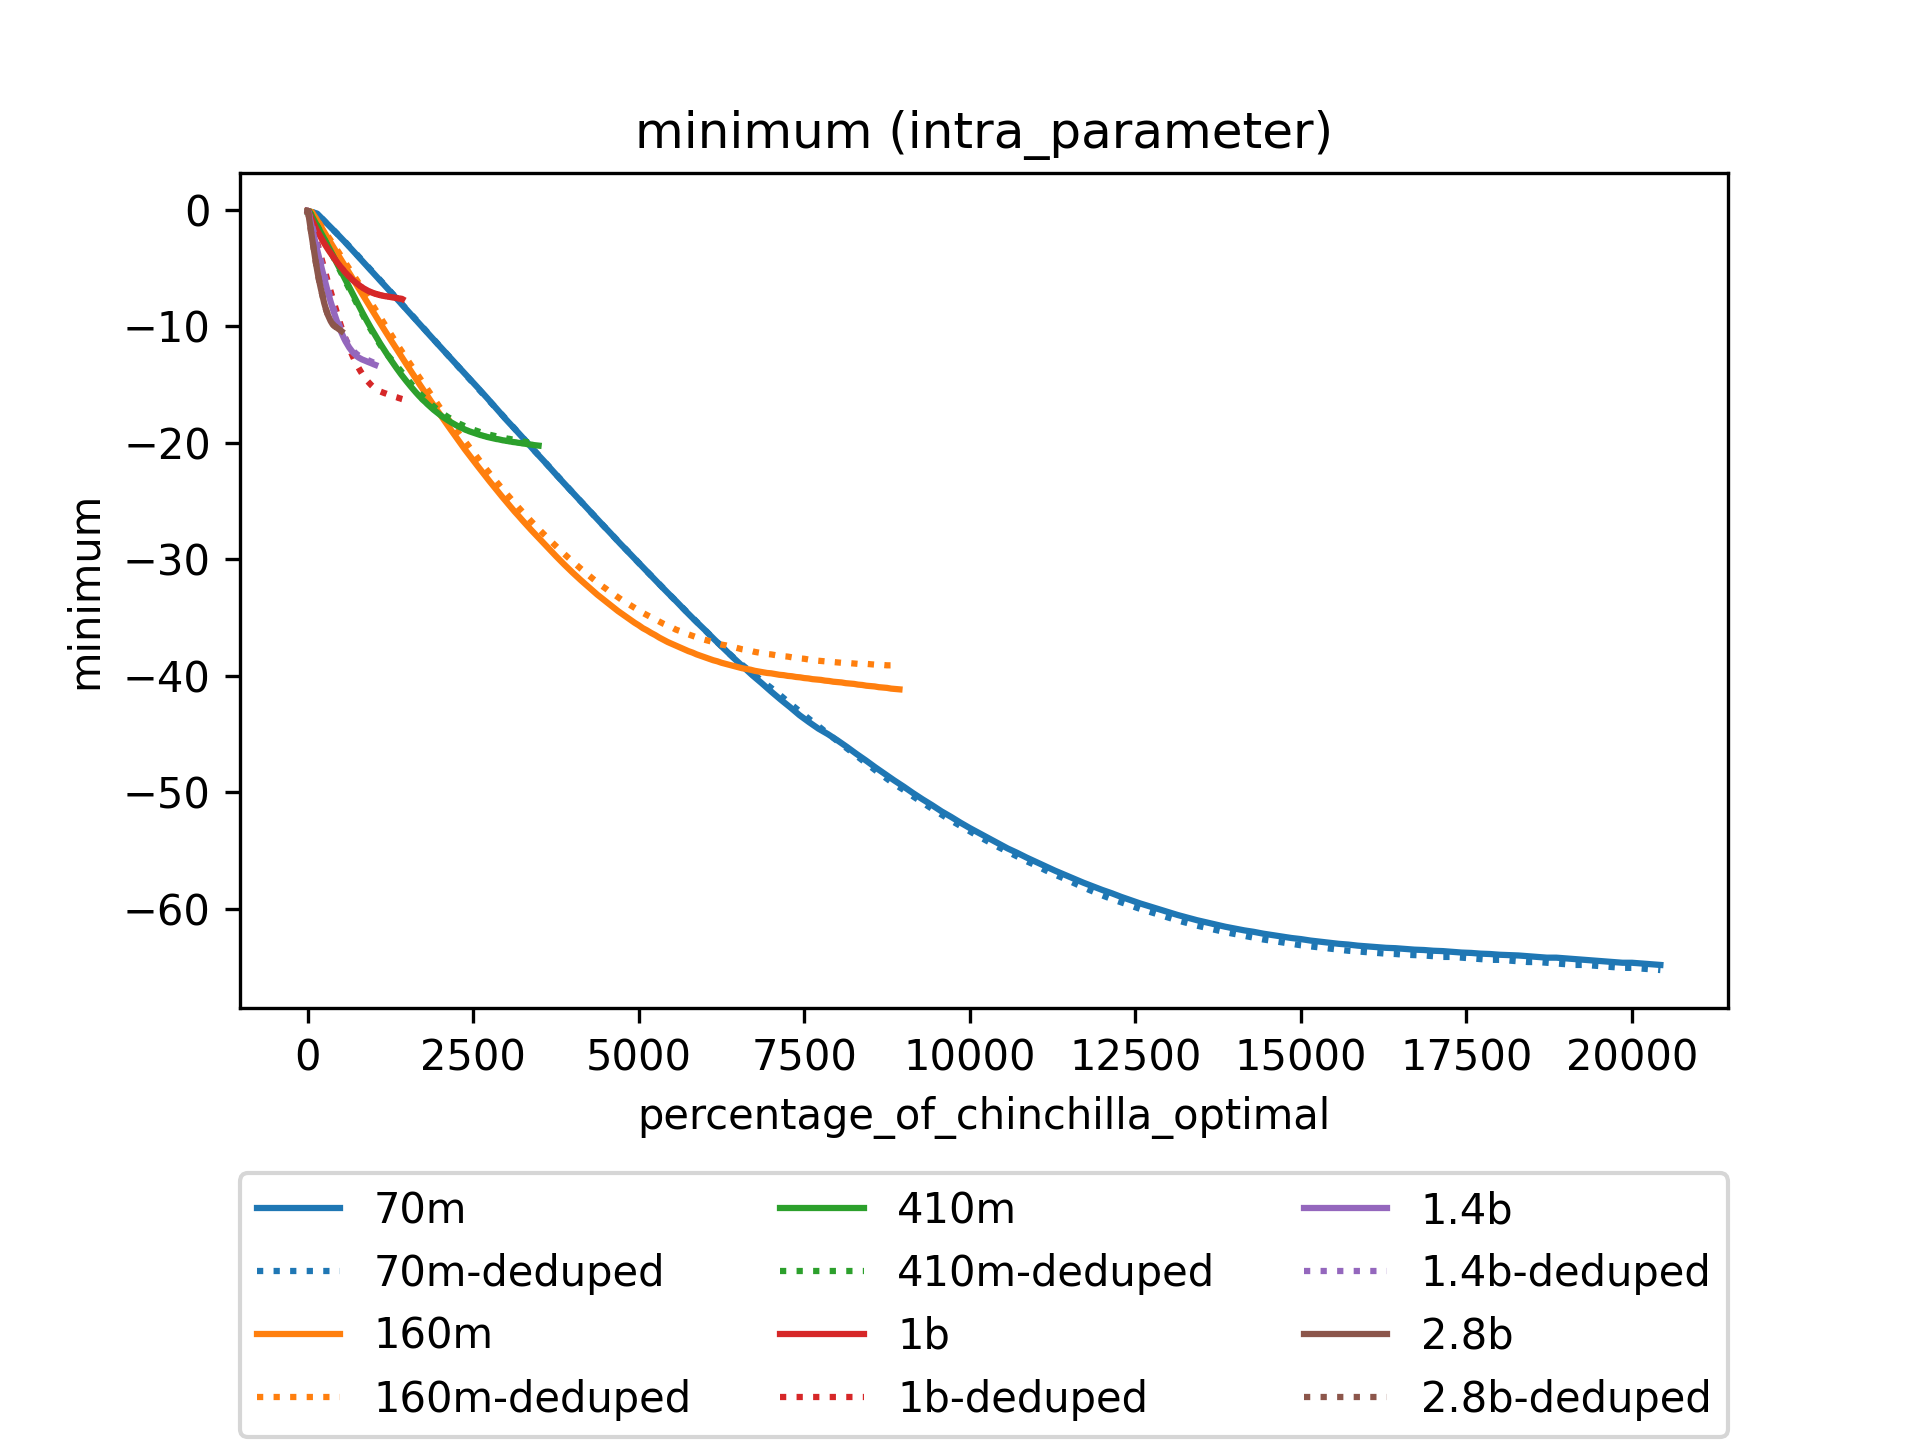 minimum (intra_parameter)
0
−10
−20
−30
−40
−50
−60
minimum
0 2500 5000 7500 10000 12500 15000 17500 20000
percentage_of_chinchilla_optimal
70m 410m 1.4b
70m-deduped 410m-deduped 1.4b-deduped
160m 1b 2.8b
160m-deduped 1b-deduped 2.8b-deduped